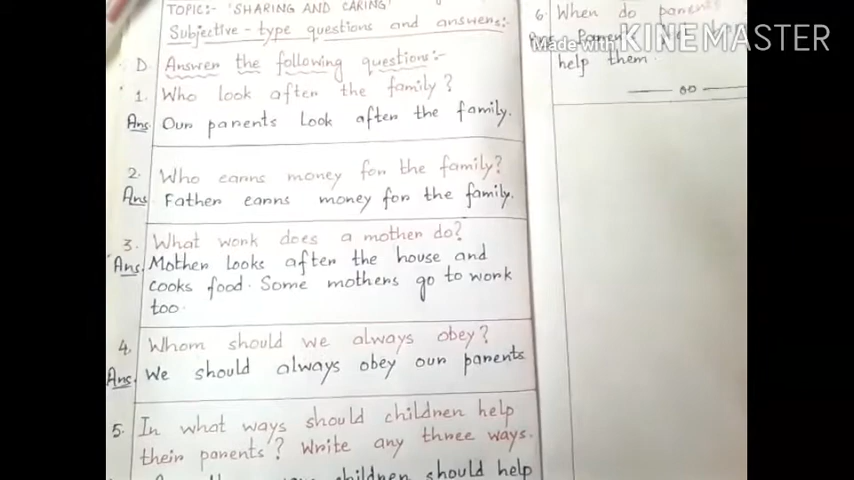 TOPIC:- 'SHARING AND CARING'
Subjective - type questions and answers:-
D. Answer the following questions:-
1. Who look after the family?
Ans. Our parents Look after the family.
2. Who earns money for the family?
Ans. Father earns money for the family.
3. What work does a mother do?
Ans. Mother looks after the house and
cooks food. Some mothers go to work
too.
4. Whom should we always obey?
Ans. We should always obey our parents
5. In what ways should children help
their parents? Write any three ways.
children should help
6. When do parents
Ans.
help them.
Made with KINEMASTER